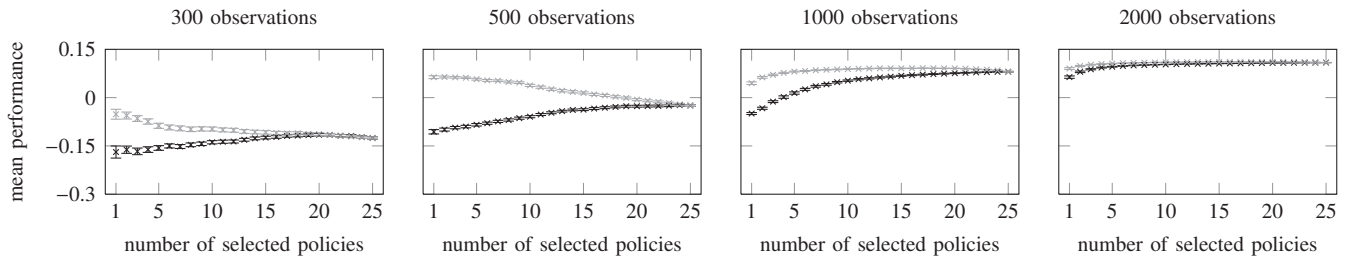 300 observations
500 observations
1000 observations
2000 observations
mean performance
0.15
0
−0.15
−0.3
1 5 10 15 20 25
1 5 10 15 20 25
1 5 10 15 20 25
1 5 10 15 20 25
number of selected policies
number of selected policies
number of selected policies
number of selected policies